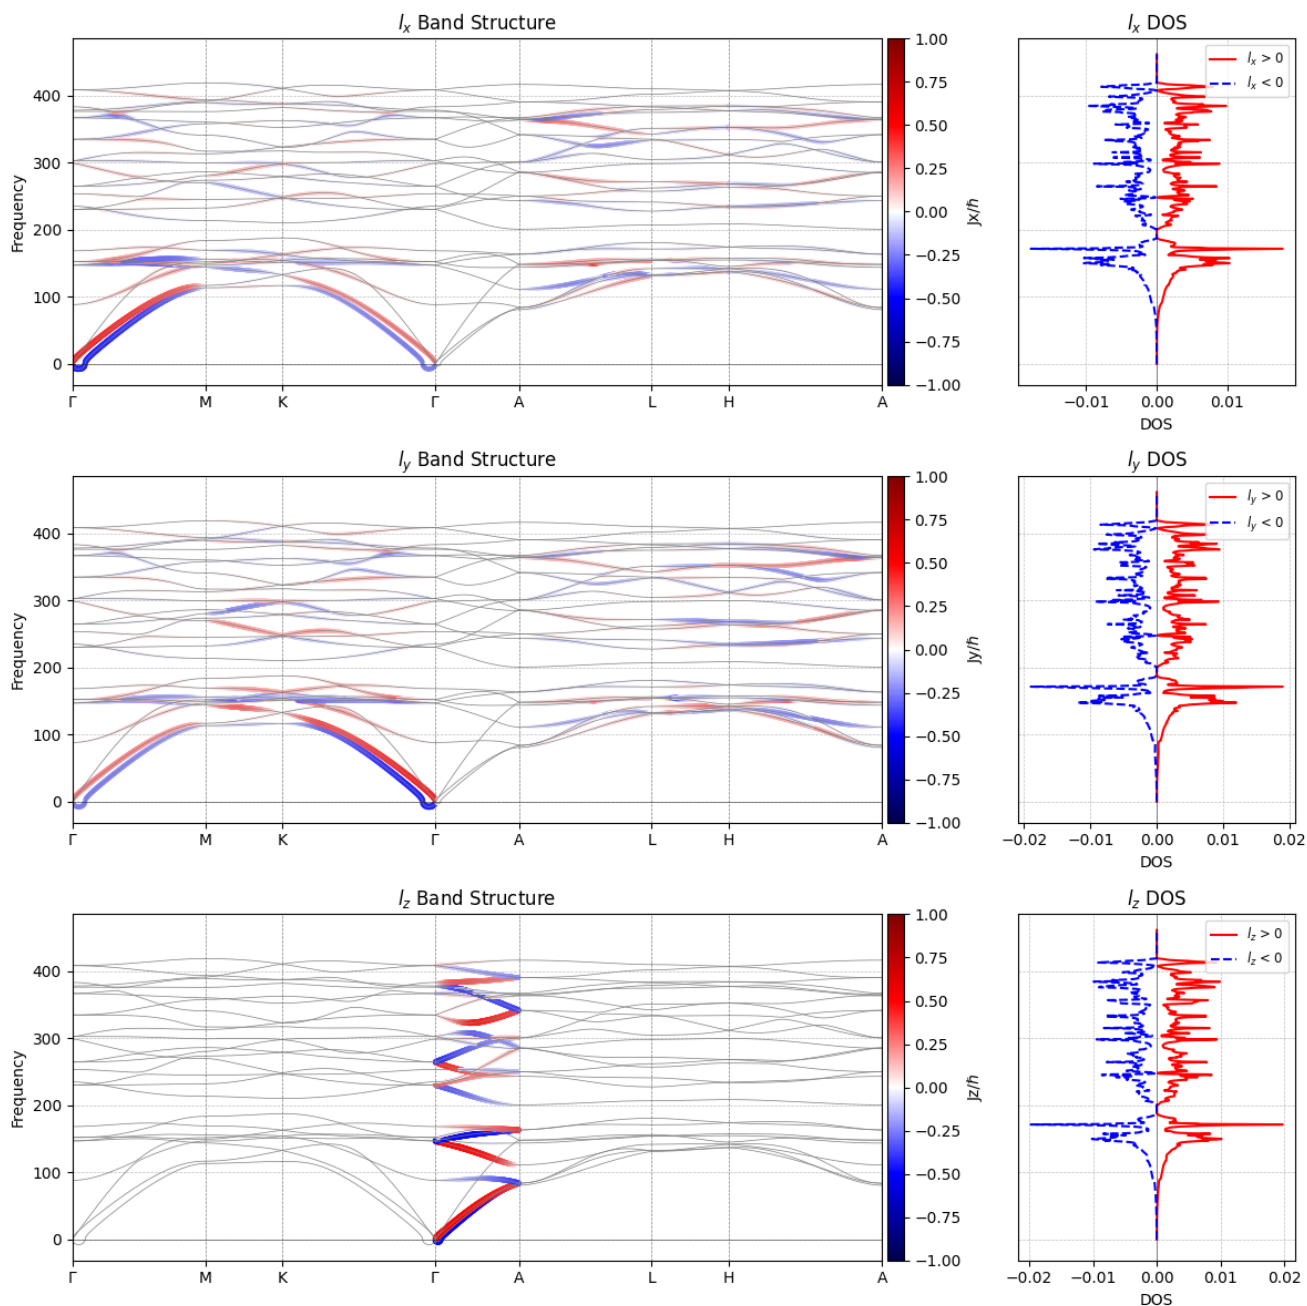 l_x Band Structure
l_x DOS
Frequency
400
300
200
100
0
Γ M K Γ A L H A
1.00
0.75
0.50
0.25
0.00
−0.25
−0.50
−0.75
−1.00
Jx/ℏ
l_x > 0
l_x < 0
−0.01 0.00 0.01
DOS
l_y Band Structure
l_y DOS
Frequency
400
300
200
100
0
Γ M K Γ A L H A
1.00
0.75
0.50
0.25
0.00
−0.25
−0.50
−0.75
−1.00
Jy/ℏ
l_y > 0
l_y < 0
−0.02 −0.01 0.00 0.01 0.02
DOS
l_z Band Structure
l_z DOS
Frequency
400
300
200
100
0
Γ M K Γ A L H A
1.00
0.75
0.50
0.25
0.00
−0.25
−0.50
−0.75
−1.00
Jz/ℏ
l_z > 0
l_z < 0
−0.02 −0.01 0.00 0.01 0.02
DOS